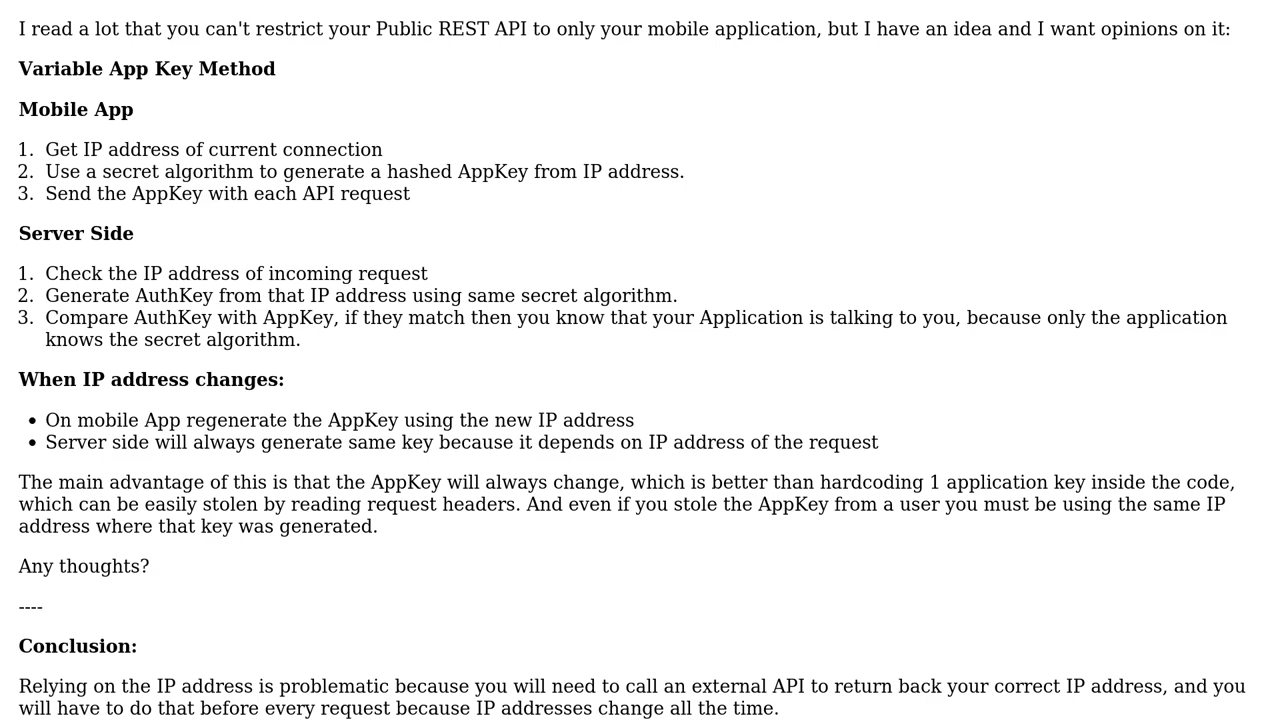 I read a lot that you can't restrict your Public REST API to only your mobile application, but I have an idea and I want opinions on it:
Variable App Key Method
Mobile App
1. Get IP address of current connection
2. Use a secret algorithm to generate a hashed AppKey from IP address.
3. Send the AppKey with each API request
Server Side
1. Check the IP address of incoming request
2. Generate AuthKey from that IP address using same secret algorithm.
3. Compare AuthKey with AppKey, if they match then you know that your Application is talking to you, because only the application
knows the secret algorithm.
When IP address changes:
• On mobile App regenerate the AppKey using the new IP address
• Server side will always generate same key because it depends on IP address of the request
The main advantage of this is that the AppKey will always change, which is better than hardcoding 1 application key inside the code,
which can be easily stolen by reading request headers. And even if you stole the AppKey from a user you must be using the same IP
address where that key was generated.
Any thoughts?
----
Conclusion:
Relying on the IP address is problematic because you will need to call an external API to return back your correct IP address, and you
will have to do that before every request because IP addresses change all the time.